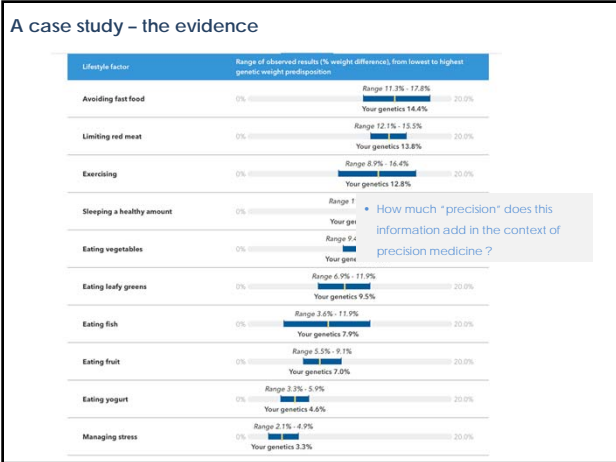 A case study – the evidence
Lifestyle factor
Range of observed results (% weight difference), from lowest to highest
genetic weight predisposition
Avoiding fast food
Range 11.3% - 17.8%
0% 20.0%
Your genetics 14.4%
Limiting red meat
Range 12.1% - 15.5%
0% 20.0%
Your genetics 13.8%
Exercising
Range 8.9% - 16.4%
0% 20.0%
Your genetics 12.8%
Sleeping a healthy amount
Range 1
0%
Your
Eating vegetables
Range 9.4
0%
Your
• How much "precision" does this
information add in the context of
precision medicine ?
Eating leafy greens
Range 6.9% - 11.9%
0% 20.0%
Your genetics 9.5%
Eating fish
Range 3.6% - 11.9%
0% 20.0%
Your genetics 7.9%
Eating fruit
Range 5.5% - 9.1%
0% 20.0%
Your genetics 7.0%
Eating yogurt
Range 3.3% - 5.9%
0% 20.0%
Your genetics 4.6%
Managing stress
Range 2.1% - 4.9%
0% 20.0%
Your genetics 3.3%